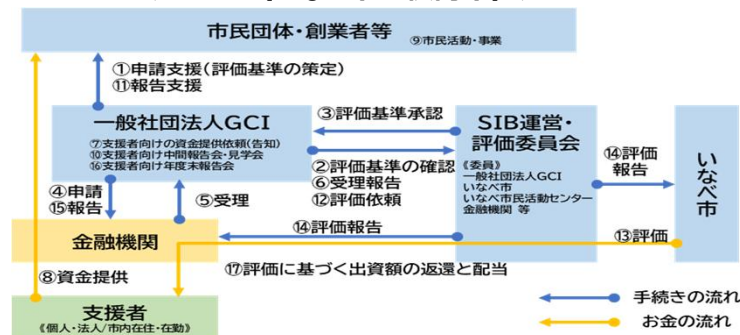 市民団体・創業者等
⑨市民活動・事業
①申請支援(評価基準の策定)
⑪報告支援
一般社団法人GCI
⑦支援者向けの資金提供依頼(告知)
⑩支援者向け中間報告会・見学会
⑯支援者向け年度末報告会
③評価基準承認
②評価基準の確認
⑥受理報告
⑫評価依頼
SIB運営・
評価委員会
《委員》
一般社団法人GCI
いなべ市
いなべ市民活動センター
金融機関 等
⑭評価
報告
いなべ市
④申請
⑮報告
⑤受理
金融機関
⑭評価報告
⑬評価
⑧資金提供
⑰評価に基づく出資額の返還と配当
支援者
《個人・法人/市内在住・在勤》
手続きの流れ
お金の流れ